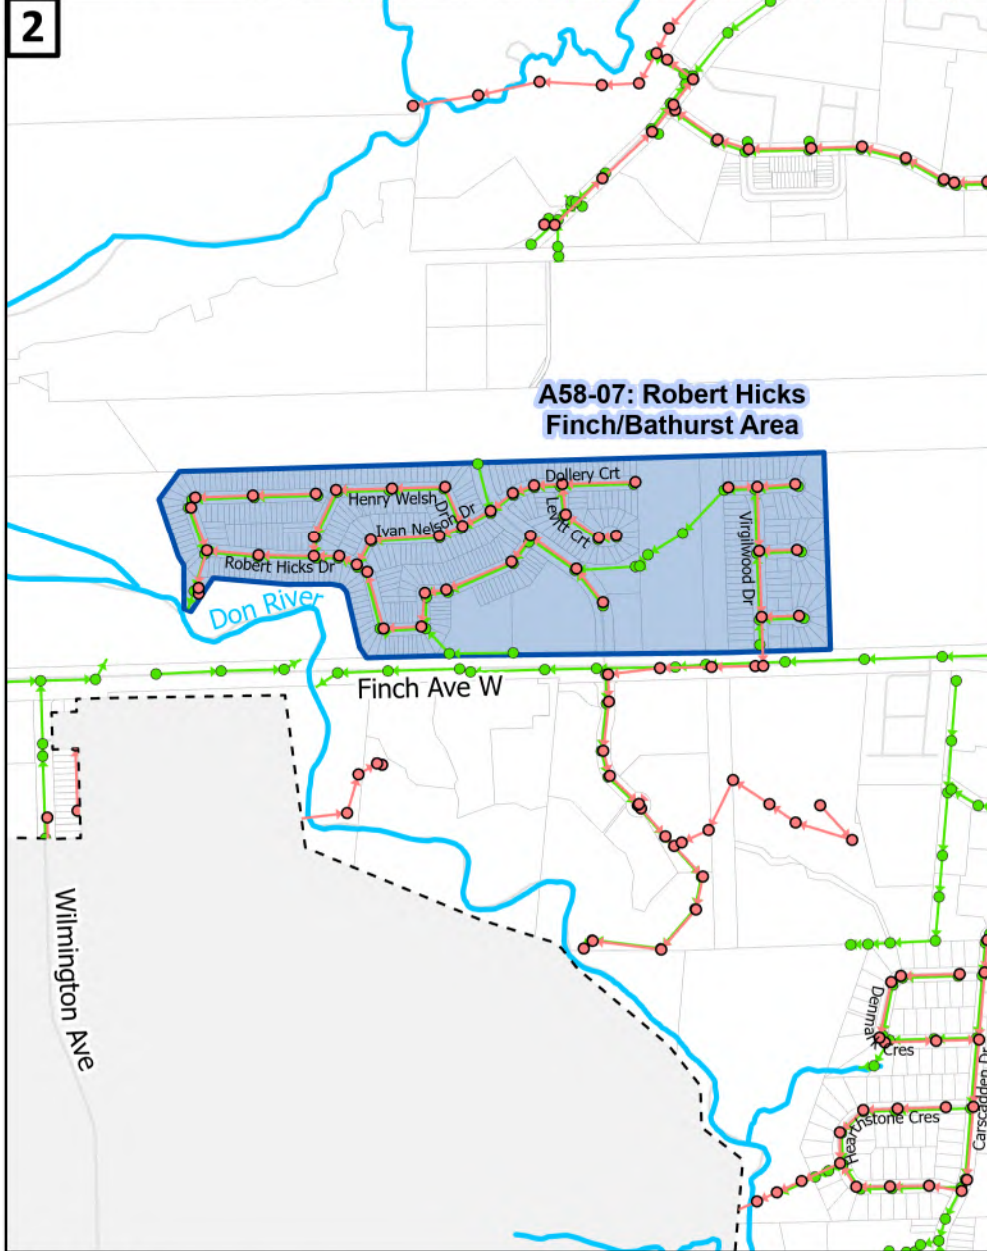 2
A58-07: Robert Hicks
Finch/Bathurst Area
Dollery Crt
Henry Welsh
Dr
Levitt Crt
Ivan Nelson Dr
Virgilwood Dr
Robert Hicks Dr
Don River
Finch Ave W
Wilmington Ave
Denmark Cres
Carscadden Dr
Hearthstone Cres